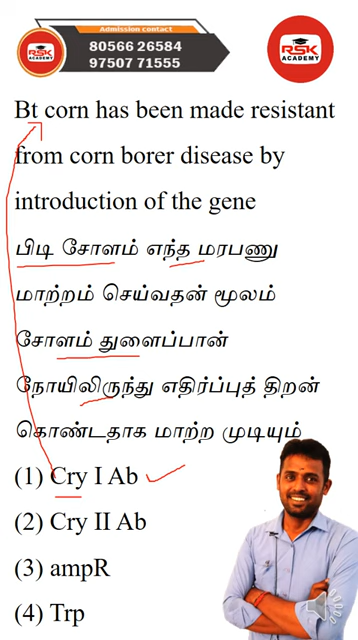 RSK
ACADEMY
Admission contact
80566 26584
97507 71555
RSK
ACADEMY
Bt corn has been made resistant
from corn borer disease by
introduction of the gene
பிடி சோளம் எந்த மரபணு
மாற்றம் செய்வதன் மூலம்
சோளம் துளைப்பான்
நோயிலிருந்து எதிர்ப்புத் திறன்
கொண்டதாக மாற்ற முடியும்
(1) Cry I Ab
(2) Cry II Ab
(3) ampR
(4) Trp